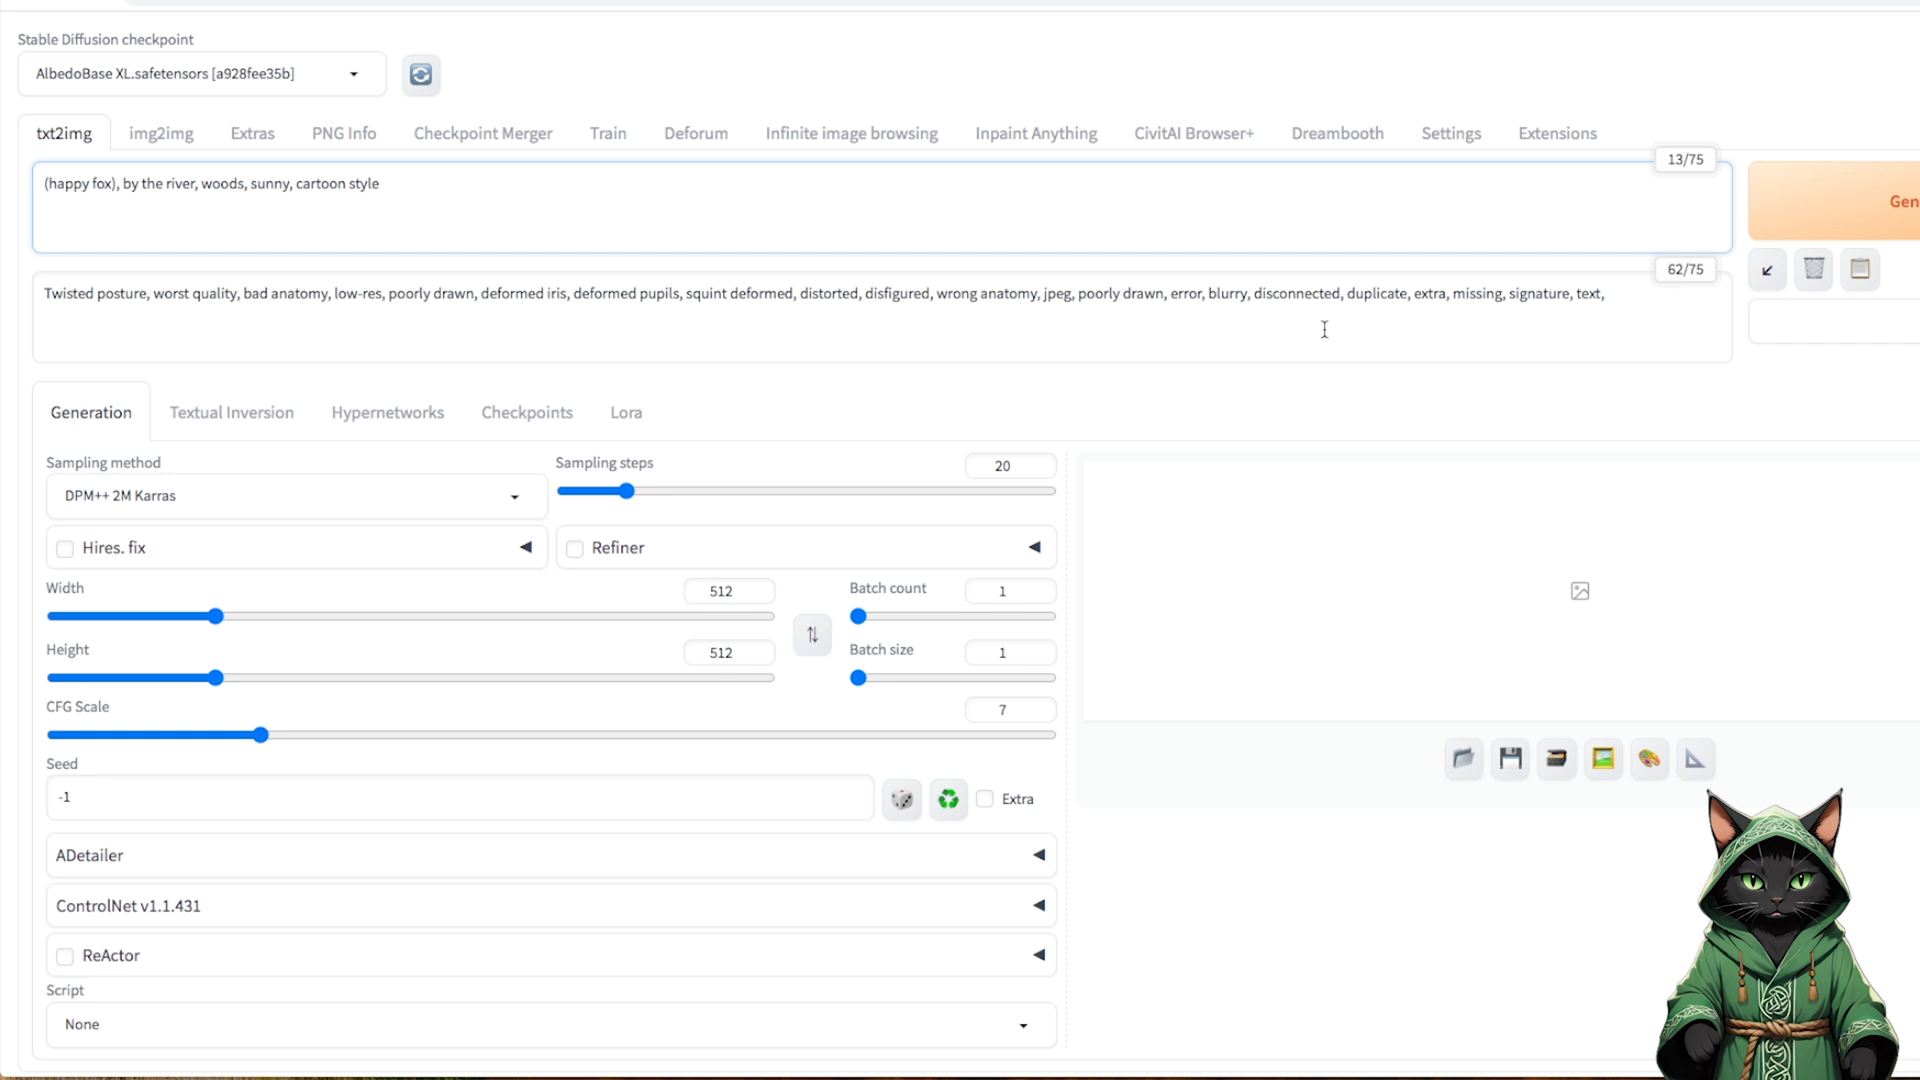 Stable Diffusion checkpoint
AlbedoBase XL.safetensors [a928fee35b]
txt2img img2img Extras PNG Info Checkpoint Merger Train Deforum Infinite image browsing Inpaint Anything CivitAI Browser+ Dreambooth Settings Extensions
13/75
(happy fox), by the river, woods, sunny, cartoon style
Gen
62/75
Twisted posture, worst quality, bad anatomy, low-res, poorly drawn, deformed iris, deformed pupils, squint deformed, distorted, disfigured, wrong anatomy, jpeg, poorly drawn, error, blurry, disconnected, duplicate, extra, missing, signature, text,
Generation Textual Inversion Hypernetworks Checkpoints Lora
Sampling method
DPM++ 2M Karras
Sampling steps 20
Hires. fix
Refiner
Width 512
Batch count 1
Height 512
Batch size 1
CFG Scale 7
Seed
-1
Extra
ADetailer
ControlNet v1.1.431
ReActor
Script
None